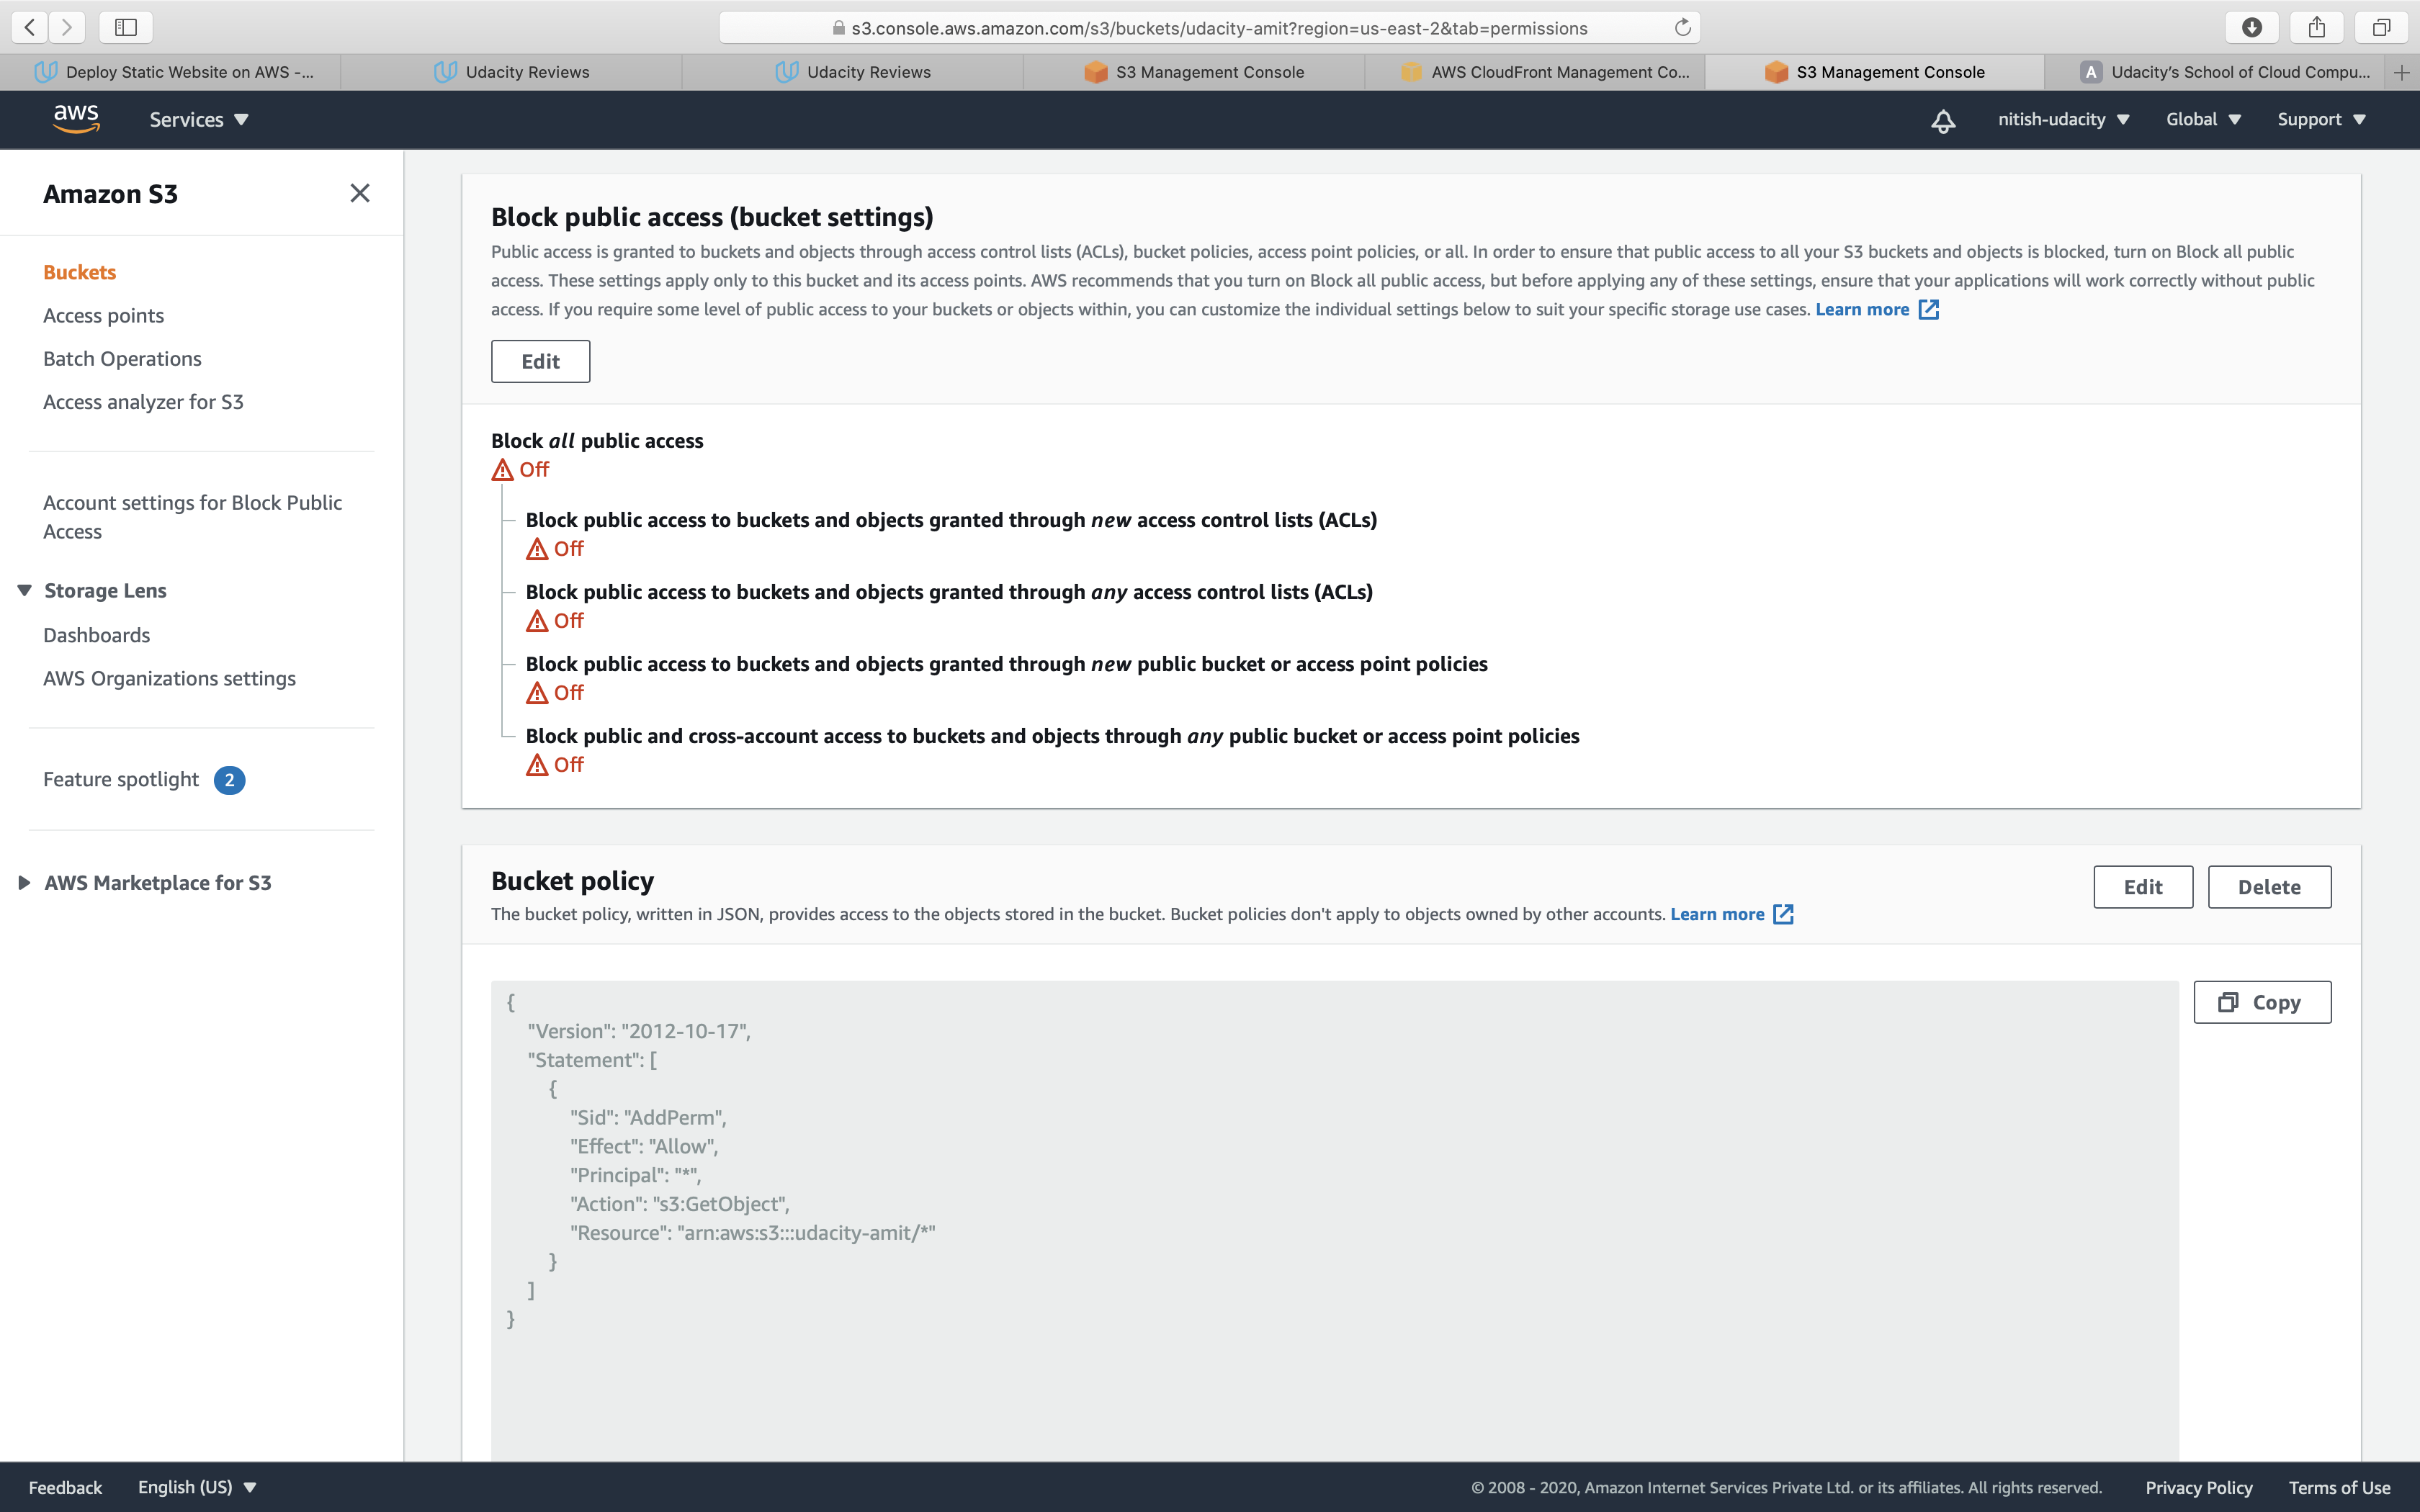 s3.console.aws.amazon.com/s3/buckets/udacity-amit?region=us-east-2&tab=permissions
Deploy Static Website on AWS -...
Udacity Reviews
Udacity Reviews
S3 Management Console
AWS CloudFront Management Co...
S3 Management Console
A Udacity's School of Cloud Compu...
aws
Services
nitish-udacity
Global
Support
Amazon S3
Buckets
Access points
Batch Operations
Access analyzer for S3
Account settings for Block Public
Access
Storage Lens
Dashboards
AWS Organizations settings
Feature spotlight 2
AWS Marketplace for S3
Block public access (bucket settings)
Public access is granted to buckets and objects through access control lists (ACLs), bucket policies, access point policies, or all. In order to ensure that public access to all your S3 buckets and objects is blocked, turn on Block all public
access. These settings apply only to this bucket and its access points. AWS recommends that you turn on Block all public access, but before applying any of these settings, ensure that your applications will work correctly without public
access. If you require some level of public access to your buckets or objects within, you can customize the individual settings below to suit your specific storage use cases. Learn more
Edit
Block all public access
Off
Block public access to buckets and objects granted through new access control lists (ACLs)
Off
Block public access to buckets and objects granted through any access control lists (ACLs)
Off
Block public access to buckets and objects granted through new public bucket or access point policies
Off
Block public and cross-account access to buckets and objects through any public bucket or access point policies
Off
Bucket policy
Edit
Delete
The bucket policy, written in JSON, provides access to the objects stored in the bucket. Bucket policies don't apply to objects owned by other accounts. Learn more
Copy
{
"Version": "2012-10-17",
"Statement": [
{
"Sid": "AddPerm",
"Effect": "Allow",
"Principal": "*",
"Action": "s3:GetObject",
"Resource": "arn:aws:s3:::udacity-amit/*"
}
]
}
Feedback
English (US)
© 2008 - 2020, Amazon Internet Services Private Ltd. or its affiliates. All rights reserved.
Privacy Policy
Terms of Use